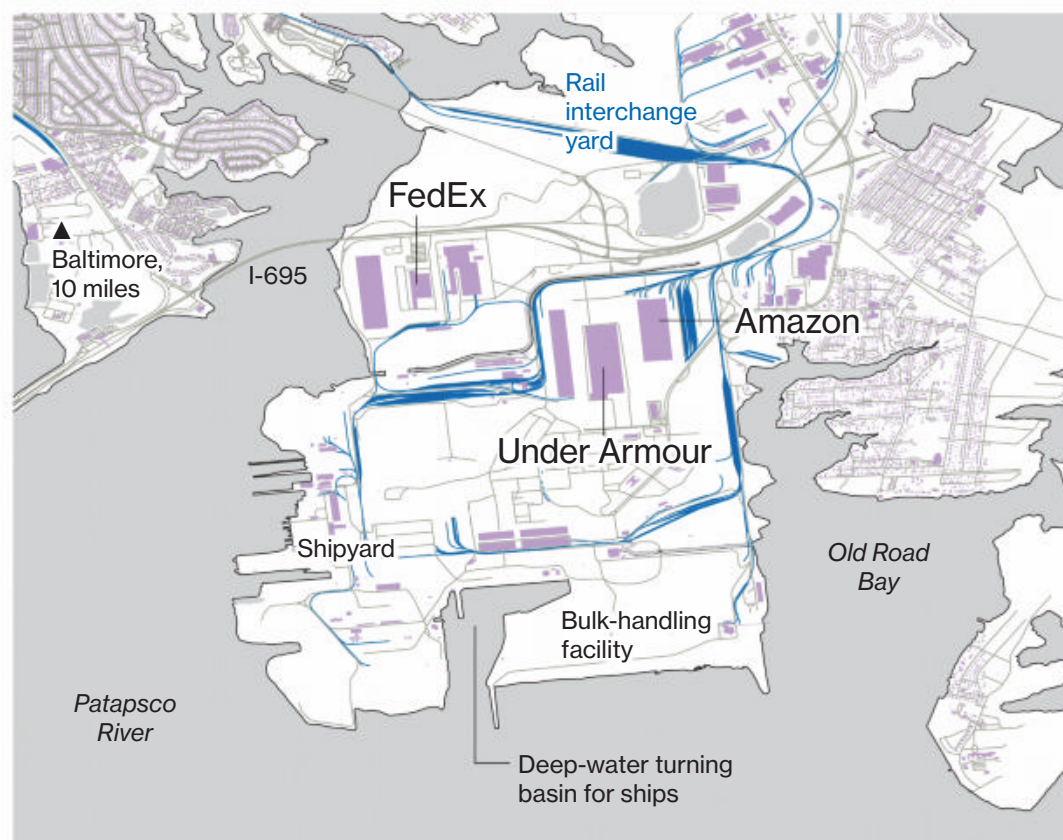 Rail
interchange
yard
FedEx
Baltimore,
10 miles
I-695
Amazon
Under Armour
Shipyard
Old Road
Bay
Bulk-handling
facility
Patapsco
River
Deep-water turning
basin for ships